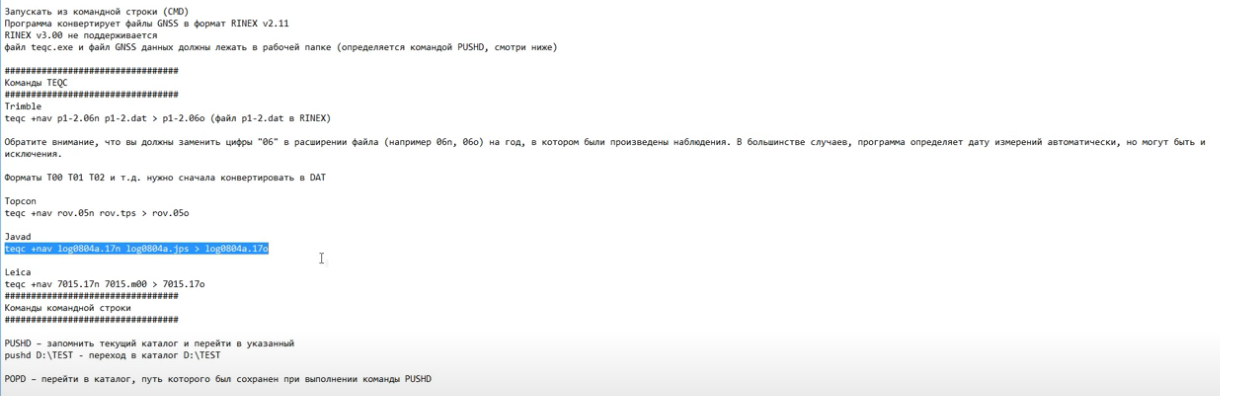 Запускать из командной строки (CMD)
Программа конвертирует файлы GNSS в формат RINEX v2.11
RINEX v3.00 не поддерживается
файл teqc.exe и файл GNSS данных должны лежать в рабочей папке (определяется командой PUSHD, смотри ниже)
#################################
Команды TEQC
#################################
Trimble
teqc +nav p1-2.06n p1-2.dat > p1-2.06o (файл p1-2.dat в RINEX)
Обратите внимание, что вы должны заменить цифры "06" в расширении файла (например 06n, 06o) на год, в котором были произведены наблюдения. В большинстве случаев, программа определяет дату измерений автоматически, но могут быть и
исключения.
Форматы T00 T01 T02 и т.д. нужно сначала конвертировать в DAT
Topcon
teqc +nav rov.05n rov.tps > rov.05o
Javad
teqc +nav log0804a.17n log0804a.jps > log0804a.17o
Leica
teqc +nav 7015.17n 7015.m00 > 7015.17o
#################################
Команды командной строки
#################################
PUSHD – запомнить текущий каталог и перейти в указанный
pushd D:\TEST - переход в каталог D:\TEST
POPD – перейти в каталог, путь которого был сохранен при выполнении команды PUSHD